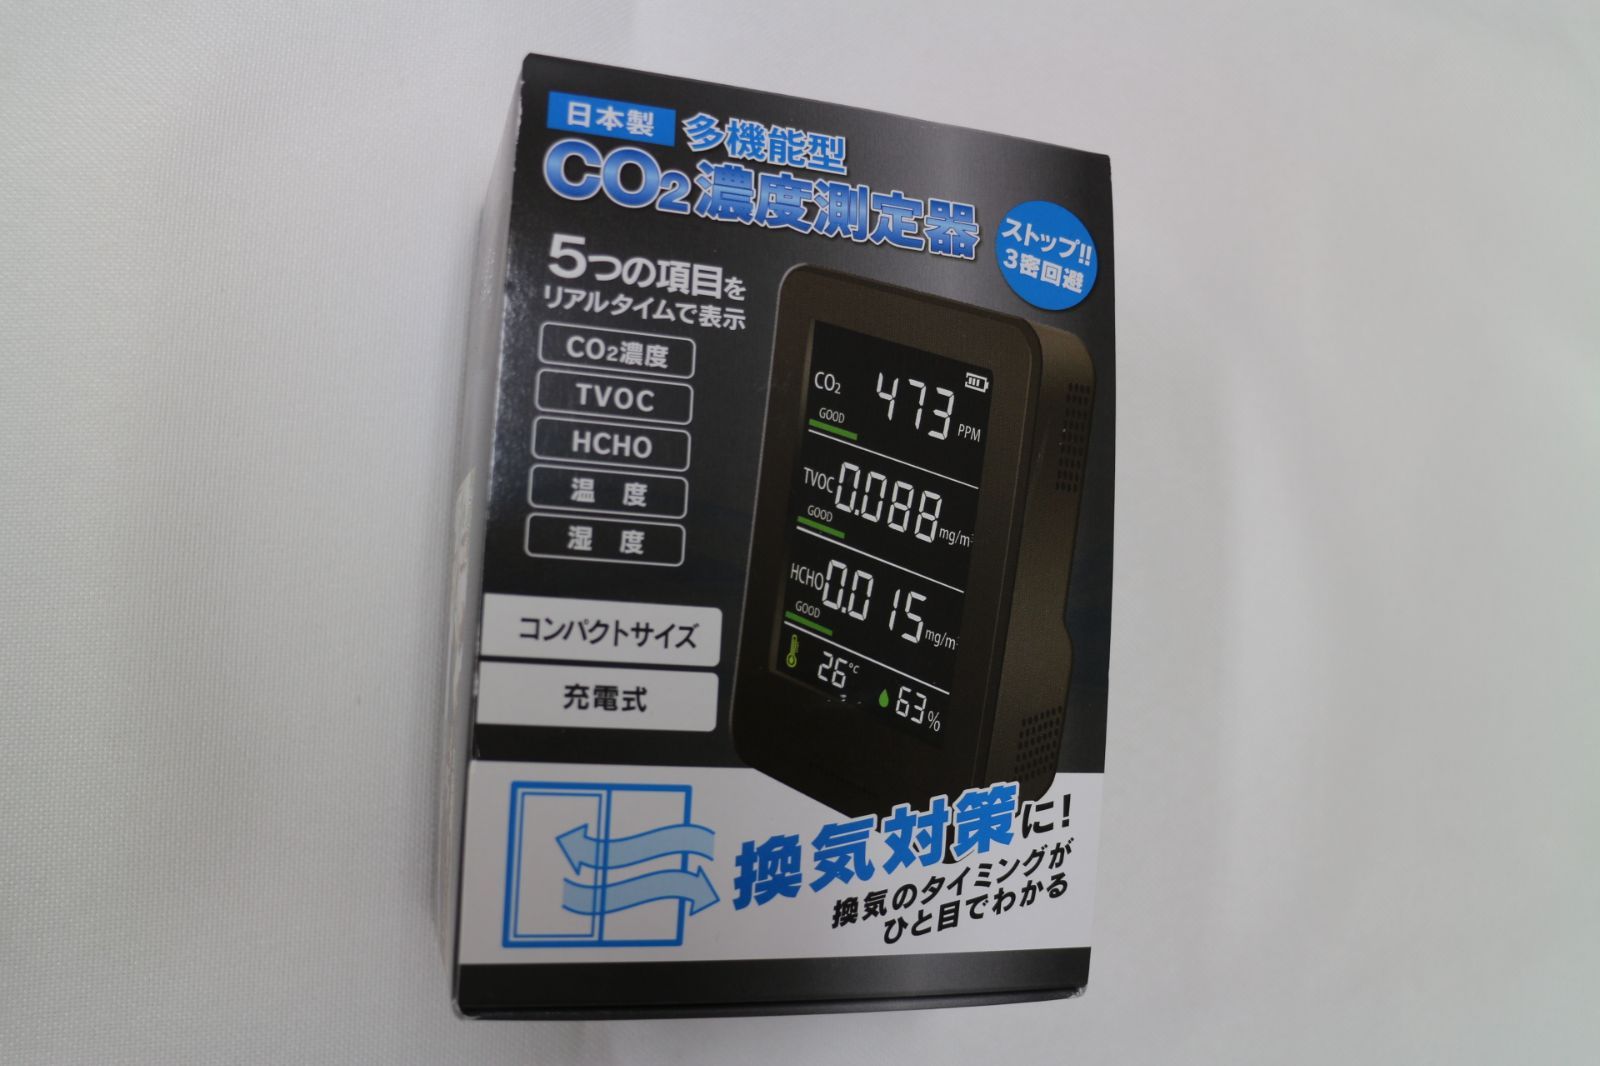 日本製 多機能型
CO2濃度測定器
ストップ!!
3密回避
5つの項目を
リアルタイムで表示
CO2濃度
TVOC
HCHO
温 度
湿 度
コンパクトサイズ
充電式
CO2 473 PPM
GOOD
TVOC 0.088 mg/m3
GOOD
HCHO 0.015 mg/m3
GOOD
26℃ 63%
換気対策に!
換気のタイミングが
ひと目でわかる